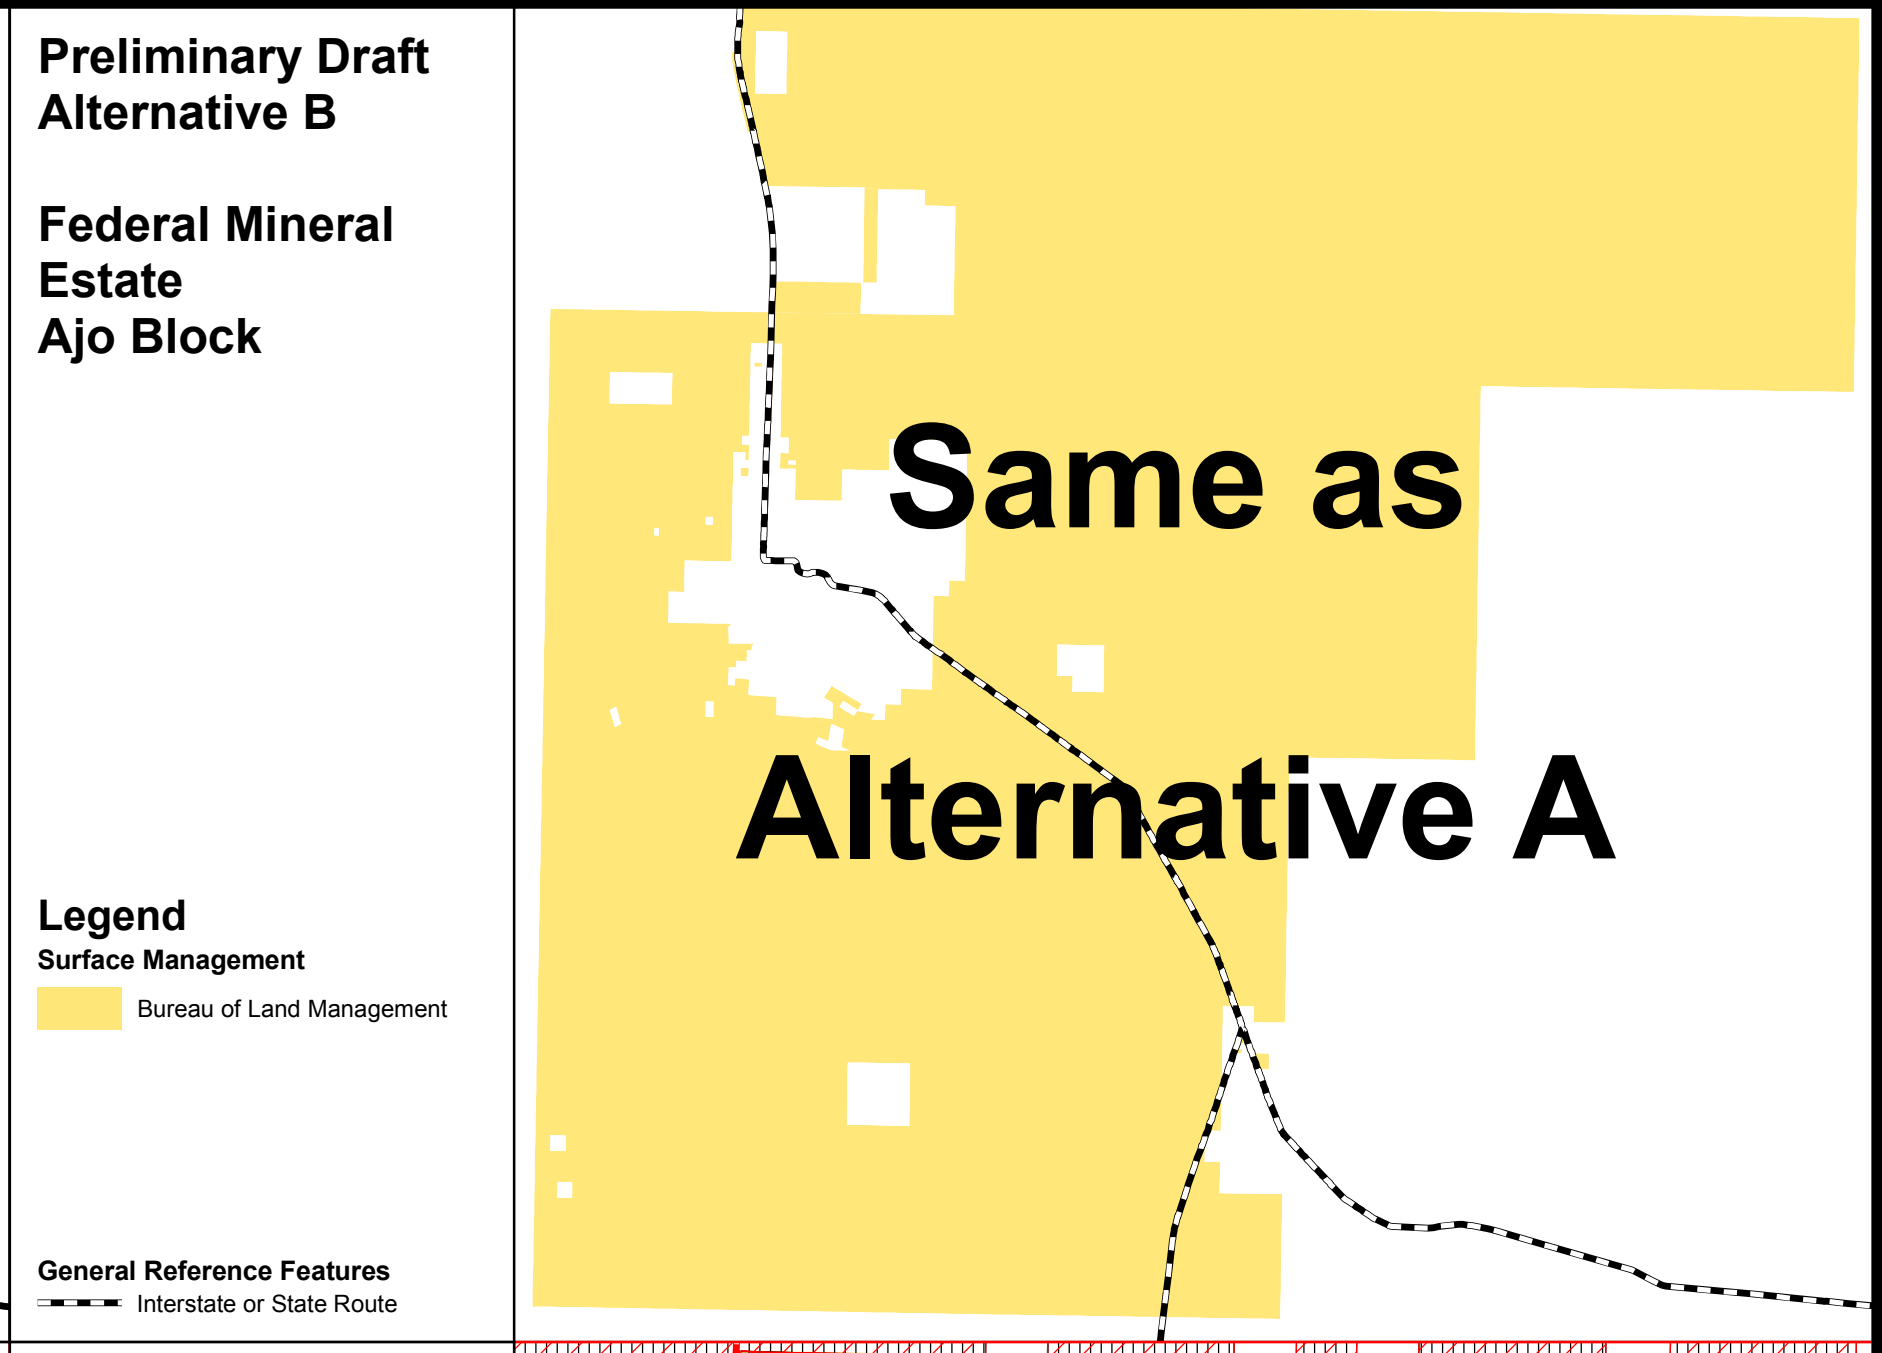 Preliminary Draft
Alternative B
Federal Mineral
Estate
Ajo Block
Same as
Alternative A
Legend
Surface Management
Bureau of Land Management
General Reference Features
Interstate or State Route